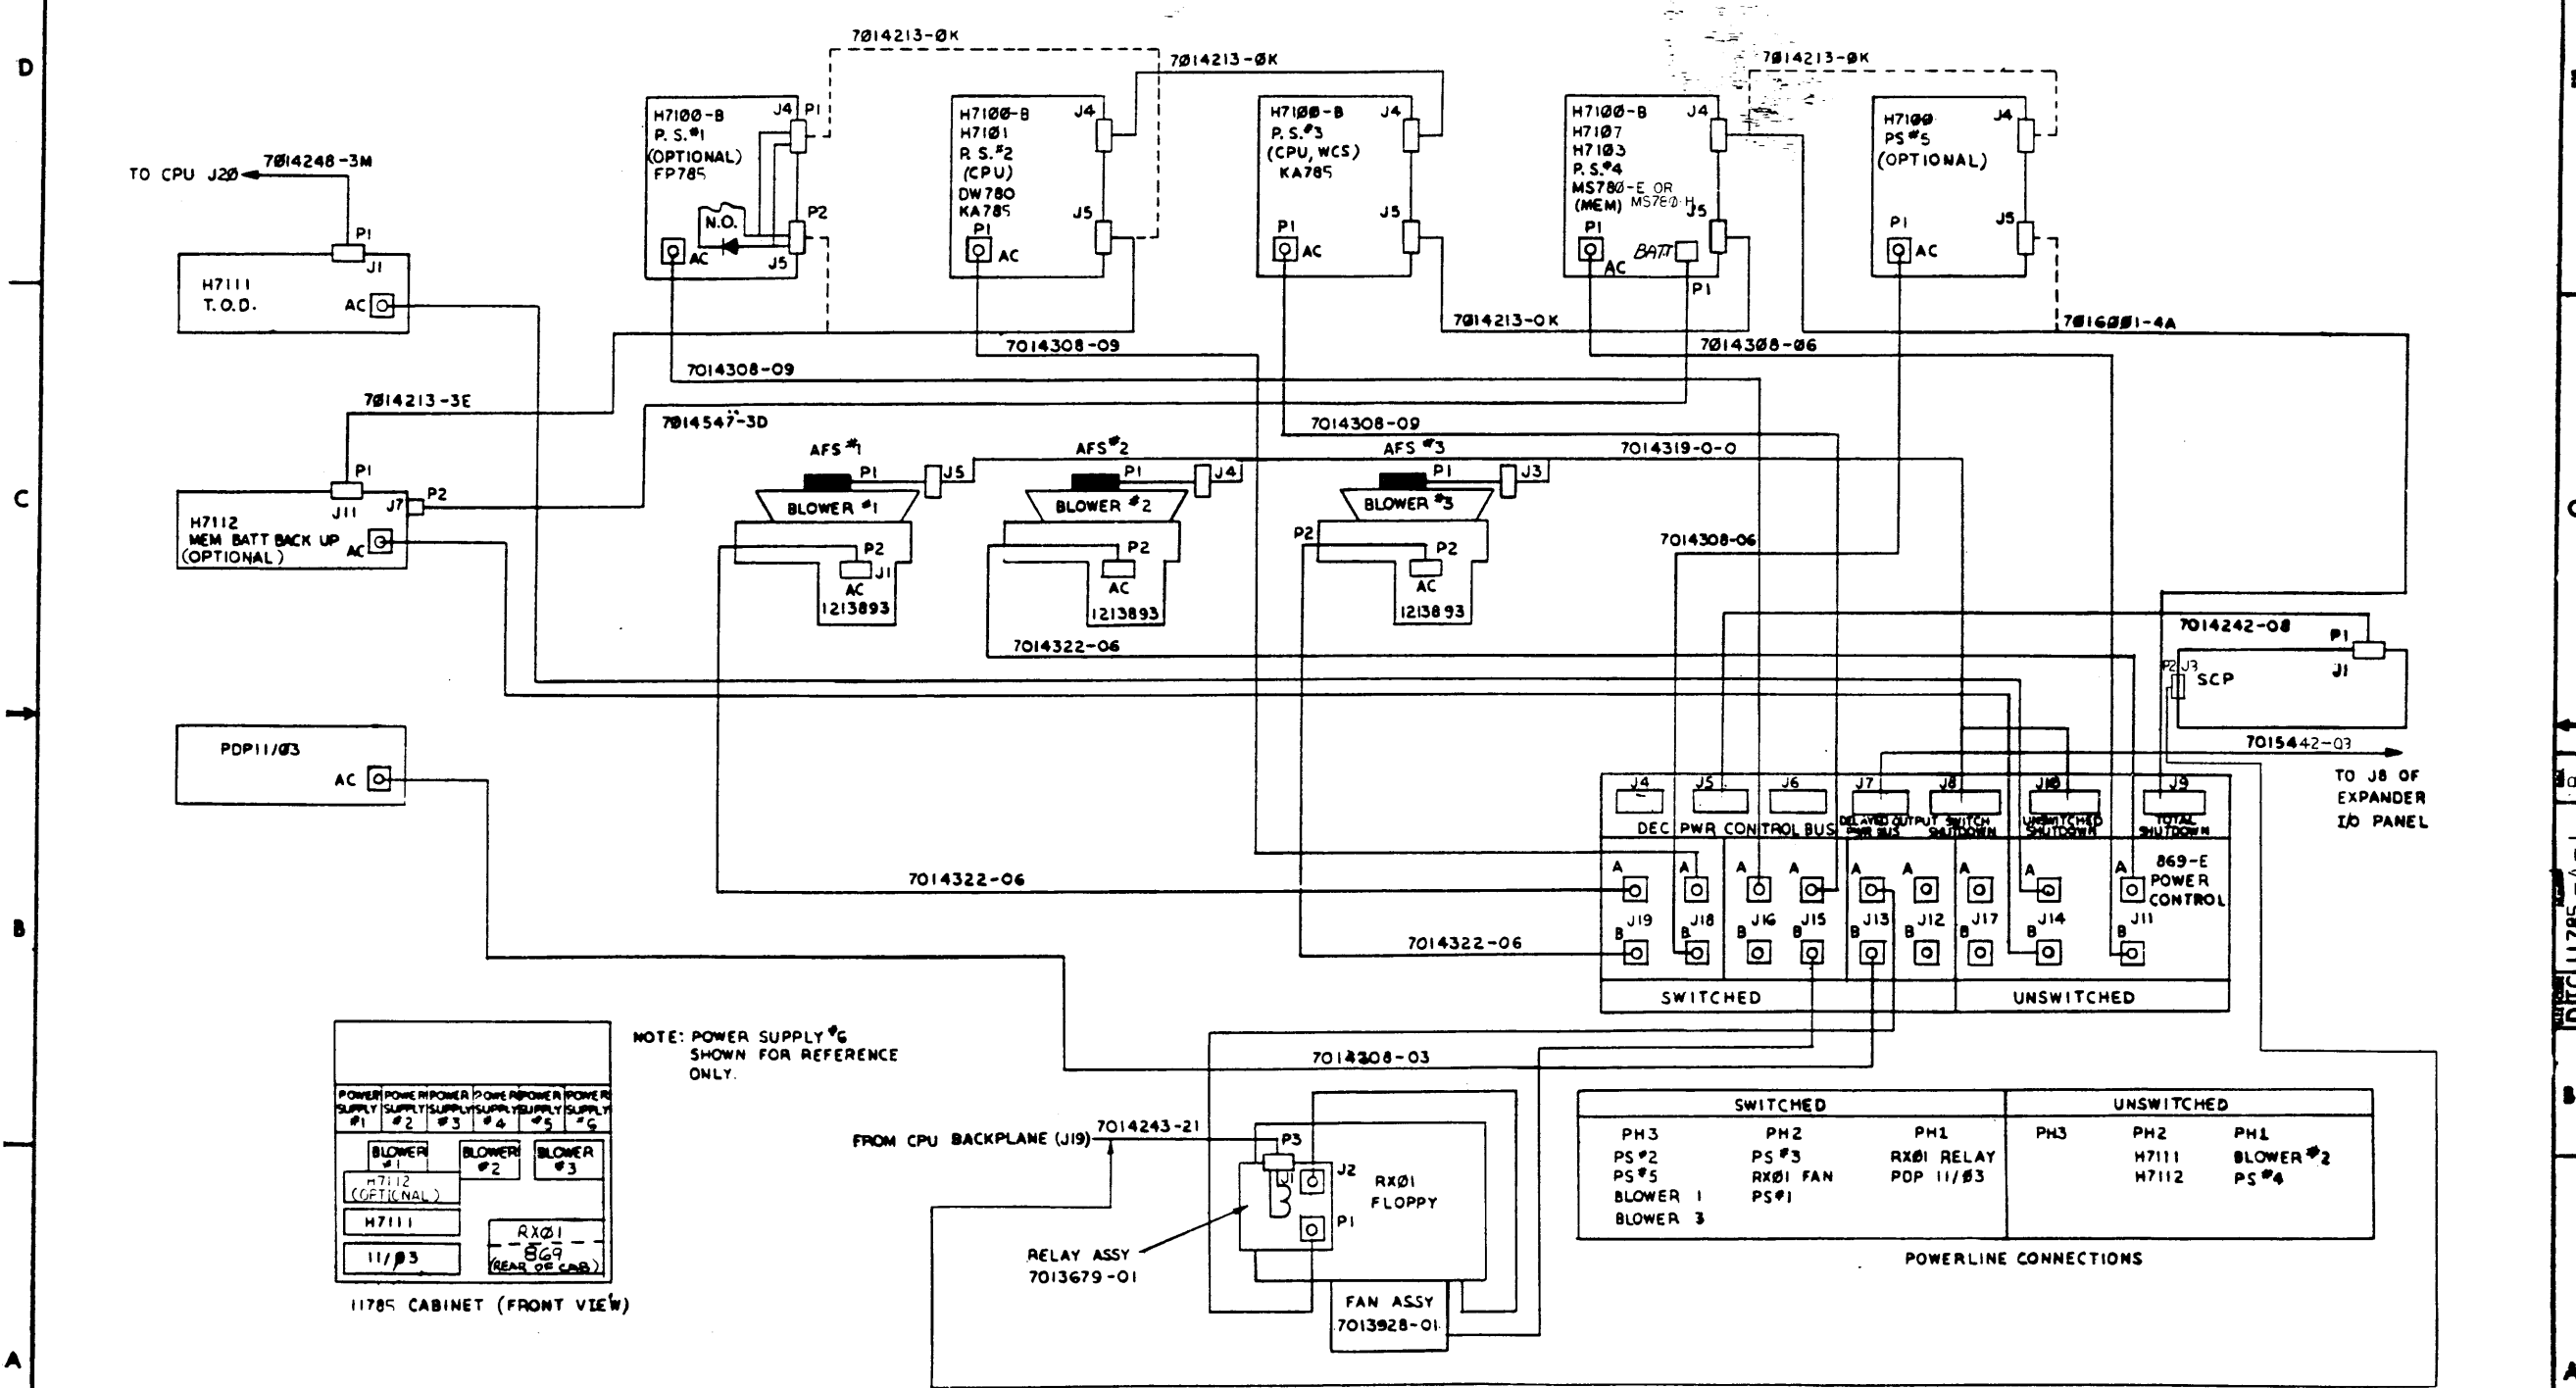 D
7014213-0K
7014213-0K
7014213-0K
H7100-B
P. S.#1
(OPTIONAL)
FP785
J4
P1
N.O.
P2
J5
AC
H7100-B
H7101
P. S.#2
(CPU)
DW780
KA785
P1
AC
J4
J5
H7100-B
P. S.#3
(CPU, WCS)
KA785
P1
AC
J4
J5
H7100-B
H7107
H7103
P. S.#4
MS780-E OR
(MEM) MS780-H
P1
AC
BATT
J4
J5
P1
H7100
PS#5
(OPTIONAL)
P1
AC
J4
J5
TO CPU J20
7014248-3M
P1
J1
H7111
T.O.D.
AC
7014213-0K
7016001-4A
7014308-09
7014308-06
7014308-09
7014213-3E
7014547-3D
7014308-09
7014319-0-0
C
P1
J11
J7
P2
H7112
MEM BATT BACK UP
(OPTIONAL)
AC
AFS #1
P1
J5
BLOWER #1
P2
J1
AC
1213893
AFS #2
P1
J4
BLOWER #2
P2
AC
1213893
AFS #3
P1
J3
BLOWER #3
P2
P2
AC
1213893
7014308-06
7014322-06
7014242-08
P1
J1
P2 J3
SCP
7015442-03
TO J8 OF
EXPANDER
I/O PANEL
PDP11/03
AC
J4
J5
J6
J7
J8
J10
J9
DEC PWR CONTROL BUS
DELAYED OUTPUT
PWR BUS
SWITCH
SHUTDOWN
UNSWITCHED
SHUTDOWN
TOTAL
SHUTDOWN
869-E
POWER
CONTROL
A A A A A A A A A
J19 J18 J16 J15 J13 J12 J17 J14 J11
B B B B B B B B B
SWITCHED
UNSWITCHED
7014322-06
7014322-06
B
7014308-03
NOTE: POWER SUPPLY #6
SHOWN FOR REFERENCE
ONLY.
POWER SUPPLY #1
POWER SUPPLY #2
POWER SUPPLY #3
POWER SUPPLY #4
POWER SUPPLY #5
POWER SUPPLY #6
BLOWER #1
BLOWER #2
BLOWER #3
H7112
(OPTIONAL)
H7111
11/03
RX01
869
(REAR OF CAB)
11785 CABINET (FRONT VIEW)
FROM CPU BACKPLANE (J19)
7014243-21
P3
J1
J2
P1
RX01
FLOPPY
RELAY ASSY
7013679-01
FAN ASSY
7013928-01
SWITCHED
UNSWITCHED
PH3 PH2 PH1 PH3 PH2 PH1
PS#2 PS#3 RX01 RELAY H7111 BLOWER #2
PS#5 RX01 FAN PDP 11/03 H7112 PS#4
BLOWER 1 PS#1
BLOWER 3
POWERLINE CONNECTIONS
A